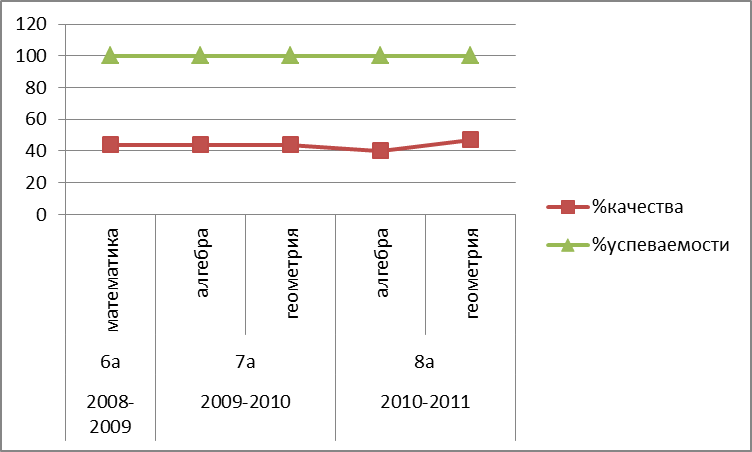 120
100
80
60
40
20
0
математика
алгебра
геометрия
алгебра
геометрия
6а
7а
8а
2008-
2009
2009-2010
2010-2011
%качества
%успеваемости